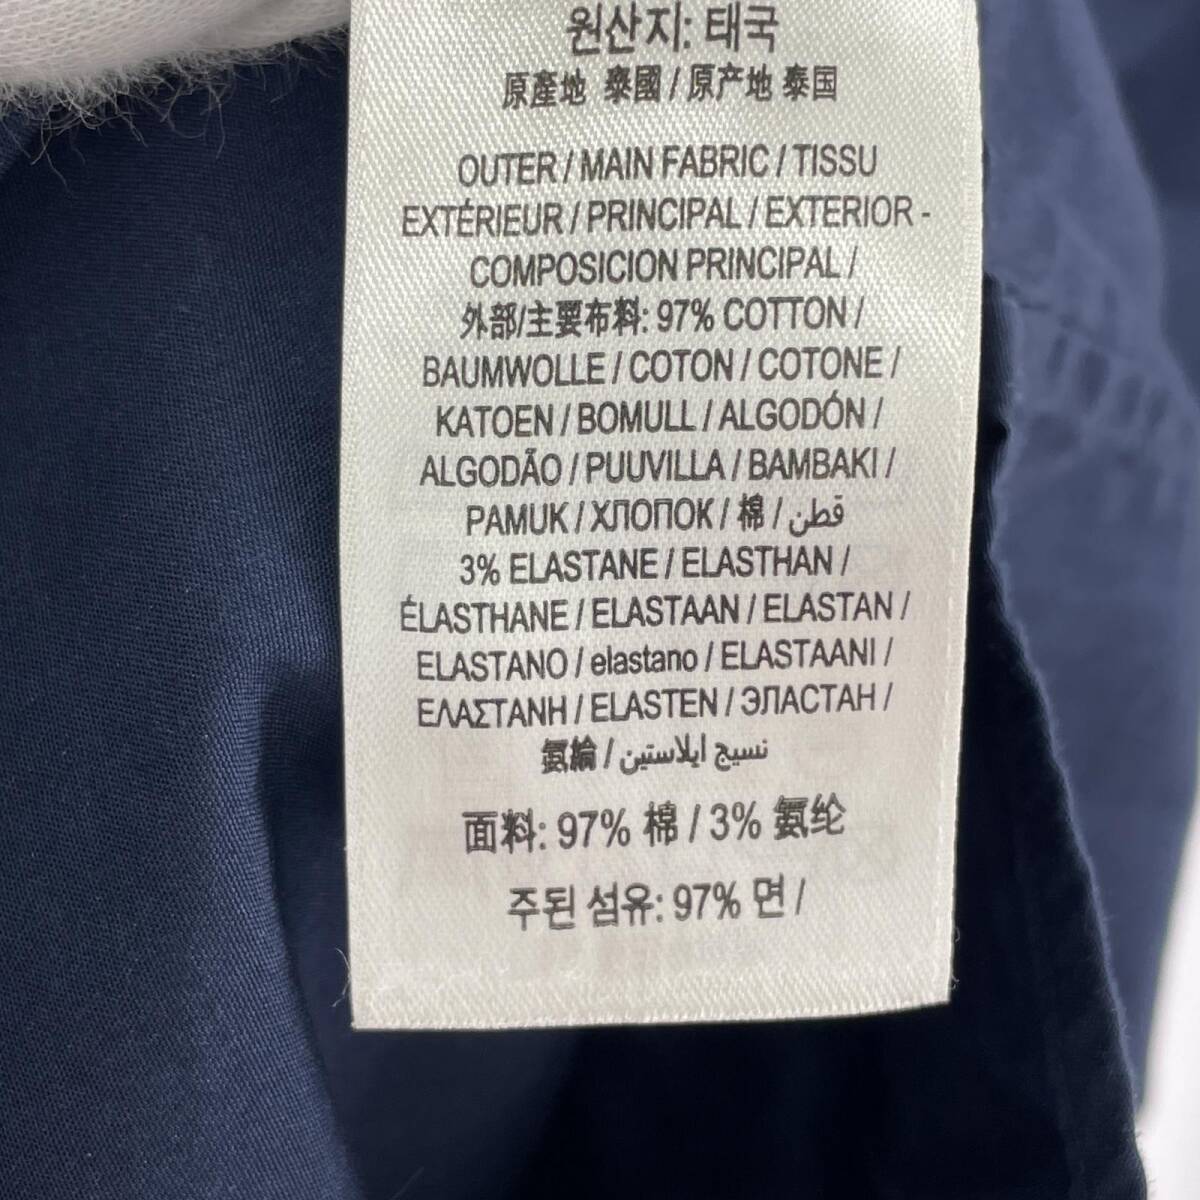 원산지: 태국
原產地 泰國 / 原产地 泰国
OUTER / MAIN FABRIC / TISSU
EXTÉRIEUR / PRINCIPAL / EXTERIOR -
COMPOSICION PRINCIPAL /
外部/主要布料: 97% COTTON /
BAUMWOLLE / COTON / COTONE /
KATOEN / BOMULL / ALGODÓN /
ALGODÃO / PUUVILLA / BAMBAKI /
PAMUK / ХЛОПОК / 棉 / قطن
3% ELASTANE / ELASTHAN /
ÉLASTHANE / ELASTAAN / ELASTAN /
ELASTANO / elastano / ELASTAANI /
ΕΛΑΣΤΑΝΗ / ELASTEN / ЭЛАСТАН /
氨綸 / نسيج ايلاستين
面料: 97% 棉 / 3% 氨纶
주된 섬유: 97% 면 /